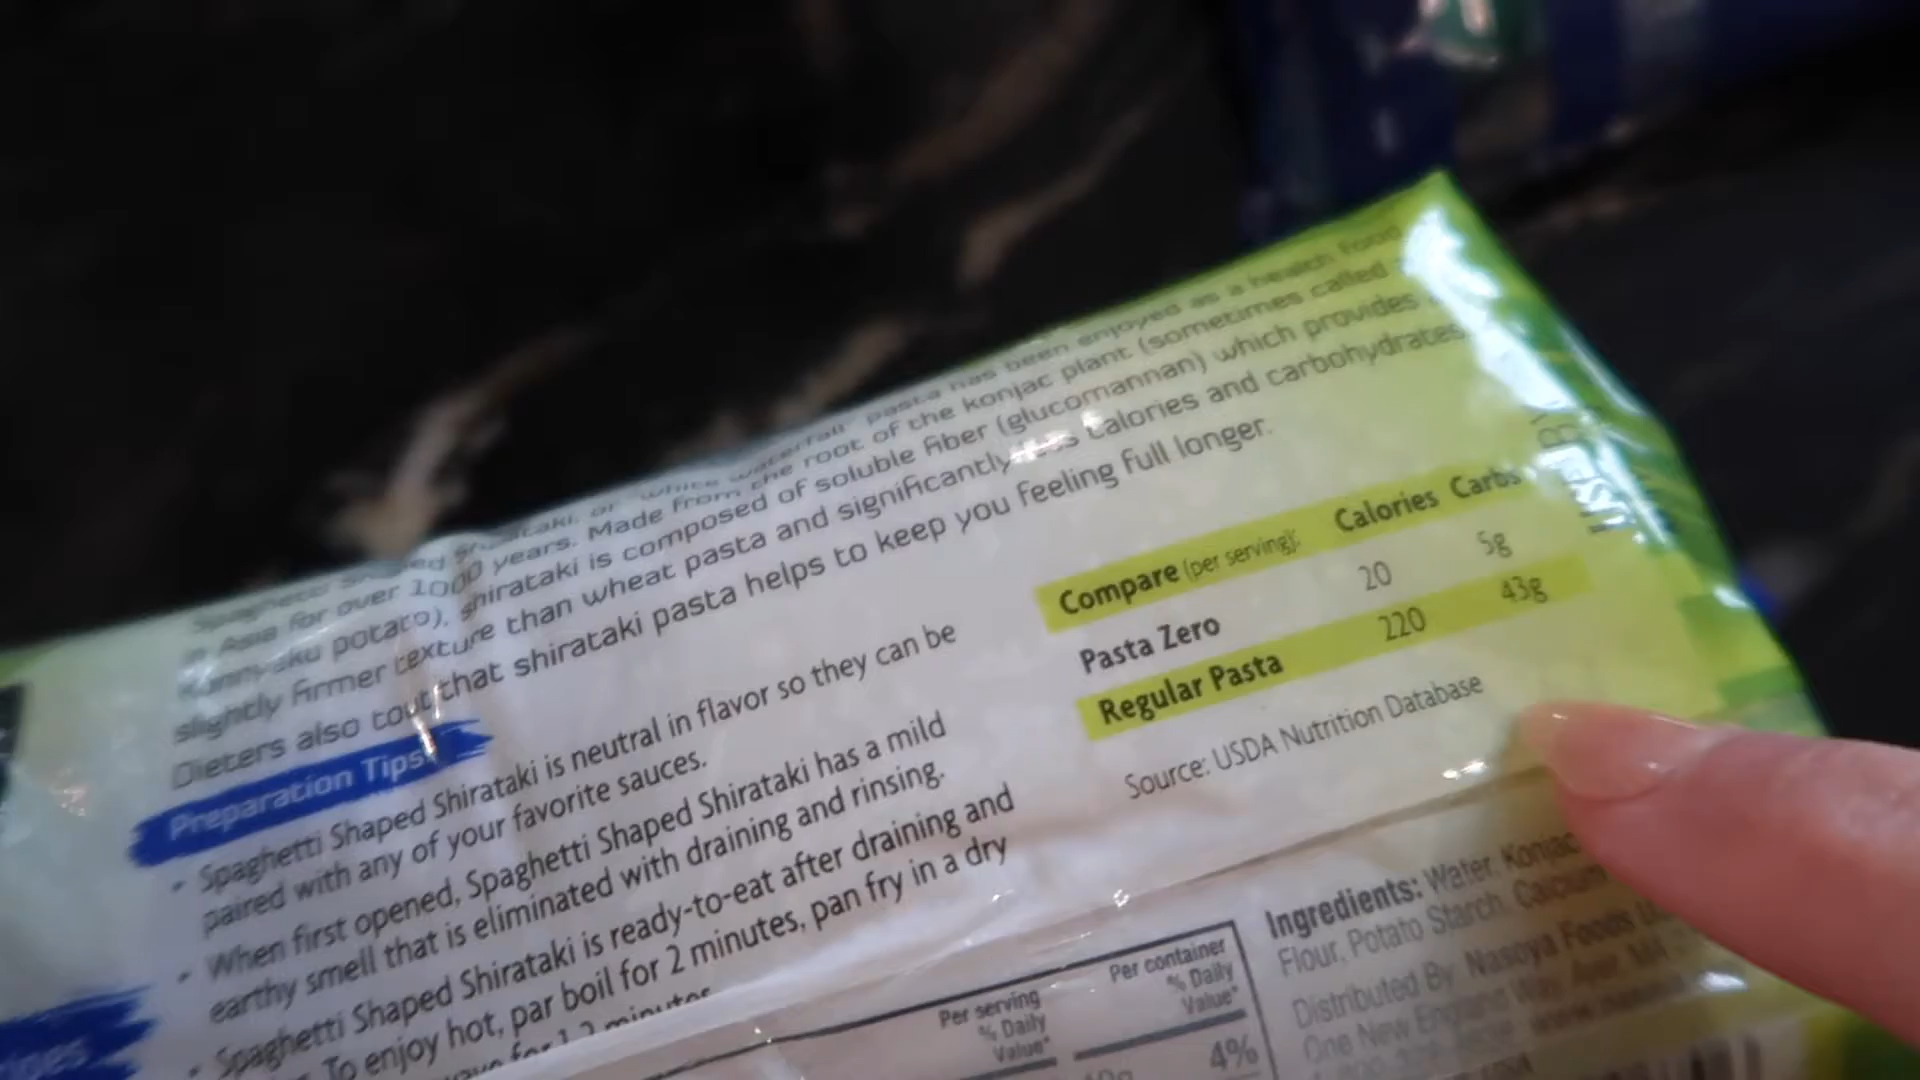 Spaghetti Shaped Shirataki, or "white waterfall" pasta has been enjoyed as a health food
in Asia for over 1000 years. Made from the root of the konjac plant (sometimes called
konnyaku potato), shirataki is composed of soluble fiber (glucomannan) which provides
slightly firmer texture than wheat pasta and significantly less calories and carbohydrates
Dieters also tout that shirataki pasta helps to keep you feeling full longer.
Preparation Tips:
• Spaghetti Shaped Shirataki is neutral in flavor so they can be
paired with any of your favorite sauces.
• When first opened, Spaghetti Shaped Shirataki has a mild
earthy smell that is eliminated with draining and rinsing.
• Spaghetti Shaped Shirataki is ready-to-eat after draining and
To enjoy hot, par boil for 2 minutes, pan fry in a dry
for 1-2 minutes
Compare (per serving): Calories Carbs
Pasta Zero 20 5g
Regular Pasta 220 43g
Source: USDA Nutrition Database
Per serving
% Daily
Value*
Per container
% Daily
Value*
4%
Ingredients: Water, Konjac
Flour, Potato Starch, Calcium
Distributed By Nasoya Foods
One New England Way, Ayer, MA